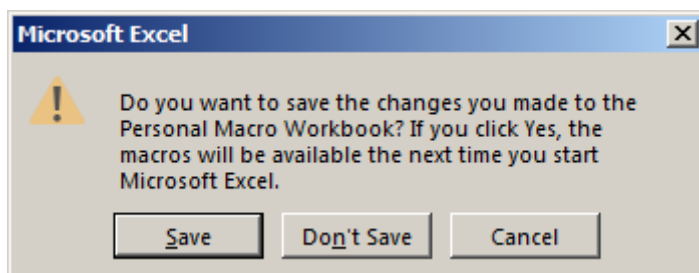 Microsoft Excel
Do you want to save the changes you made to the
Personal Macro Workbook? If you click Yes, the
macros will be available the next time you start
Microsoft Excel.
Save Don't Save Cancel